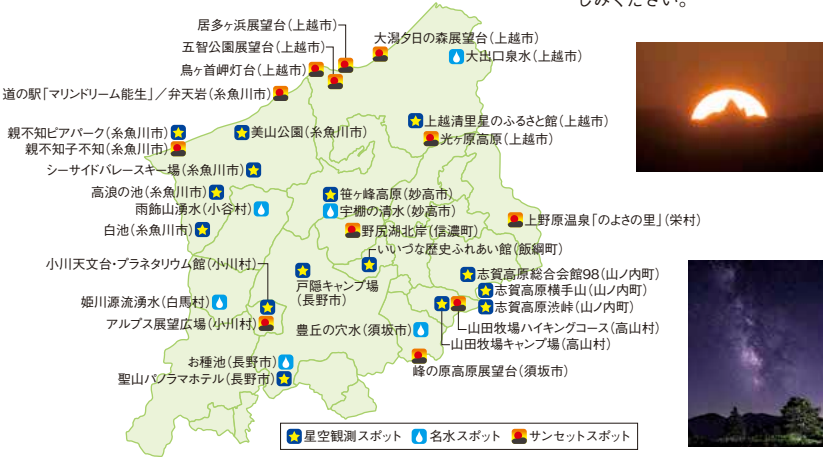 しみください。
居多ヶ浜展望台(上越市)
大潟夕日の森展望台(上越市)
五智公園展望台(上越市)
大出口泉水(上越市)
鳥ヶ首岬灯台(上越市)
道の駅「マリンドリーム能生」／弁天岩(糸魚川市)
上越清里星のふるさと館(上越市)
親不知ピアパーク(糸魚川市)
美山公園(糸魚川市)
光ヶ原高原(上越市)
親不知子不知(糸魚川市)
シーサイドバレースキー場(糸魚川市)
高浪の池(糸魚川市)
笹ヶ峰高原(妙高市)
雨飾山湧水(小谷村)
宇棚の清水(妙高市)
上野原温泉「のよさの里」(栄村)
白池(糸魚川市)
野尻湖北岸(信濃町)
いいづな歴史ふれあい館(飯綱町)
小川天文台・プラネタリウム館(小川村)
戸隠キャンプ場
(長野市)
志賀高原総合会館98(山ノ内町)
志賀高原横手山(山ノ内町)
姫川源流湧水(白馬村)
志賀高原渋峠(山ノ内町)
アルプス展望広場(小川村)
豊丘の穴水(須坂市)
山田牧場ハイキングコース(高山村)
山田牧場キャンプ場(高山村)
お種池(長野市)
峰の原高原展望台(須坂市)
聖山パノラマホテル(長野市)
星空観測スポット 名水スポット サンセットスポット